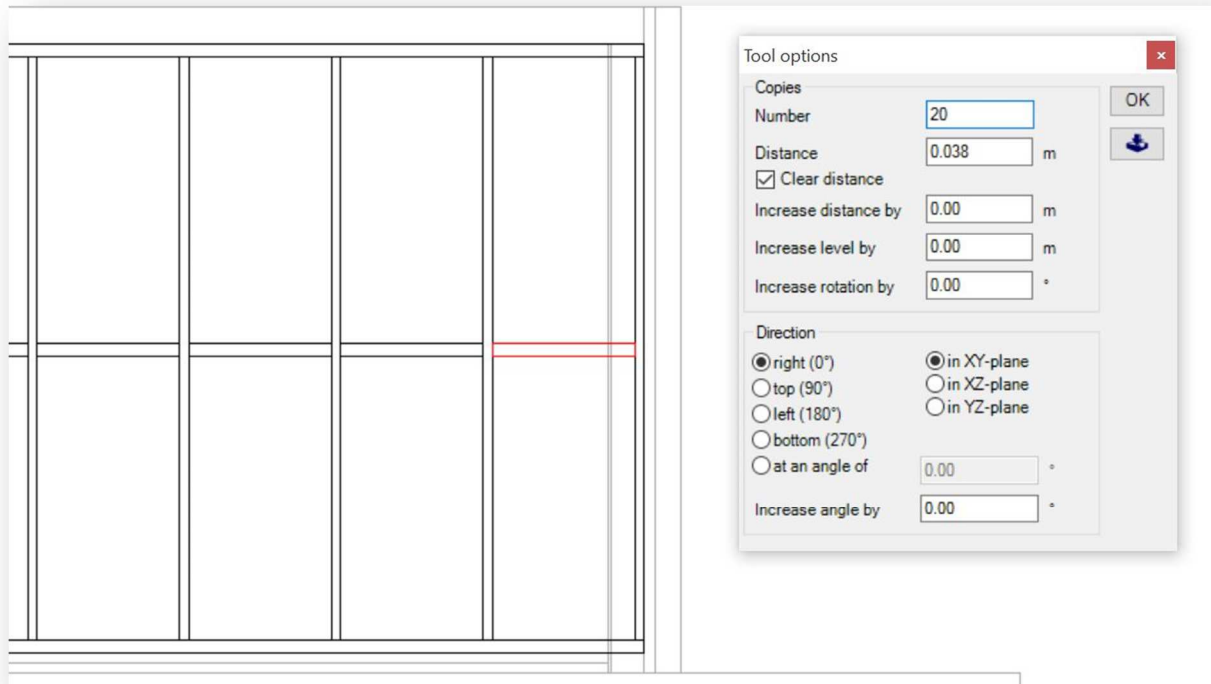 Tool options
Copies
OK
Number 20
Distance 0.038 m
Clear distance
Increase distance by 0.00 m
Increase level by 0.00 m
Increase rotation by 0.00 °
Direction
right (0°) in XY-plane
top (90°) in XZ-plane
left (180°) in YZ-plane
bottom (270°)
at an angle of 0.00 °
Increase angle by 0.00 °